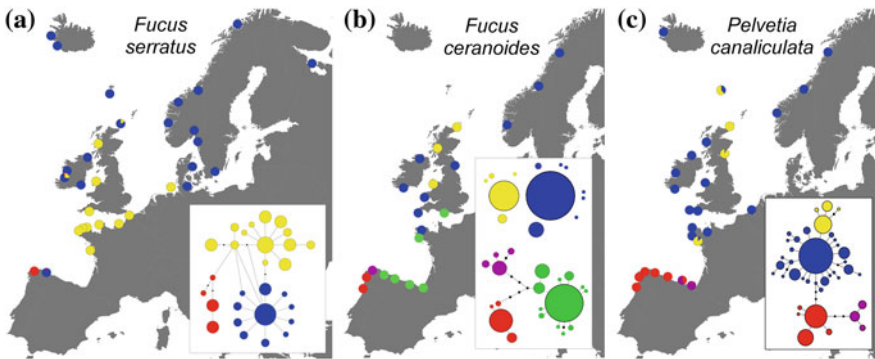 (a)
Fucus
serratus
(b)
Fucus
ceranoides
(c)
Pelvetia
canaliculata